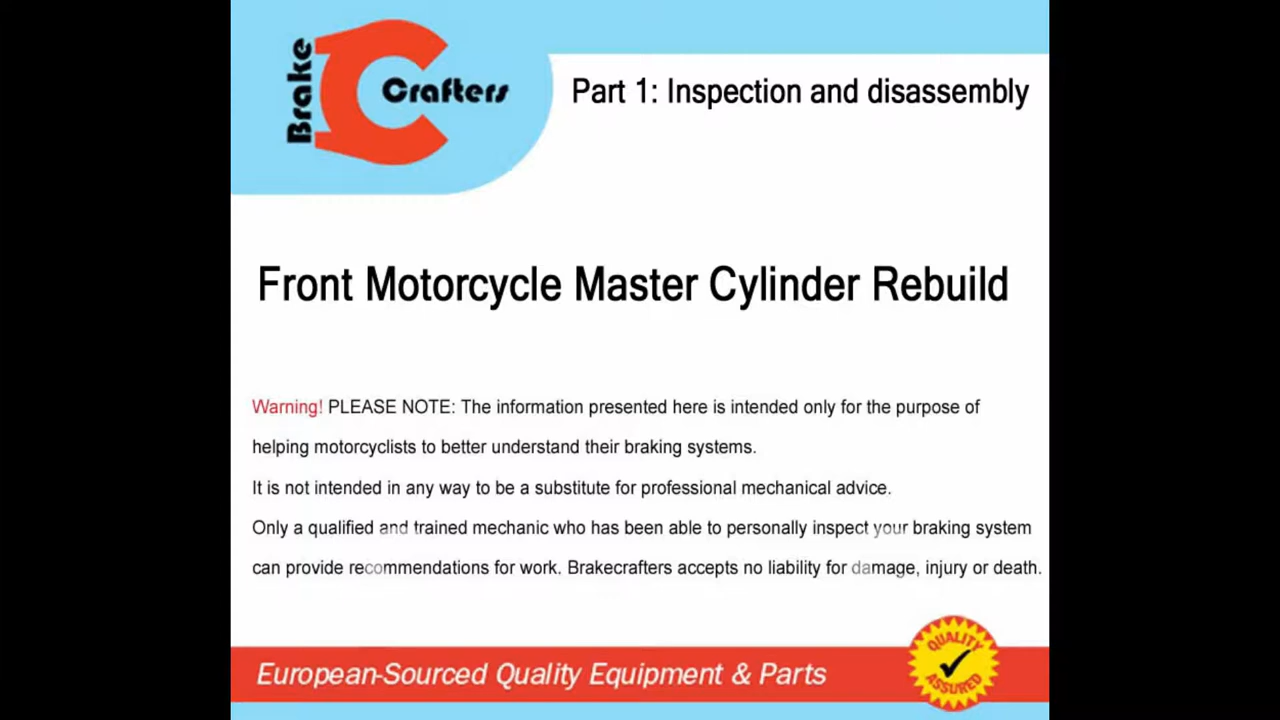 Brake
Crafters
Part 1: Inspection and disassembly
Front Motorcycle Master Cylinder Rebuild
Warning! PLEASE NOTE: The information presented here is intended only for the purpose of
helping motorcyclists to better understand their braking systems.
It is not intended in any way to be a substitute for professional mechanical advice.
Only a qualified and trained mechanic who has been able to personally inspect your braking system
can provide recommendations for work. Brakecrafters accepts no liability for damage, injury or death.
European-Sourced Quality Equipment & Parts
QUALITY
ASSURED